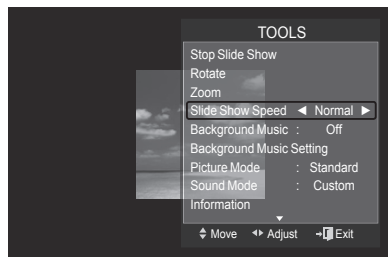 TOOLS
Stop Slide Show
Rotate
Zoom
Slide Show Speed ◄ Normal ►
Background Music : Off
Background Music Setting
Picture Mode : Standard
Sound Mode : Custom
Information
Move Adjust Exit